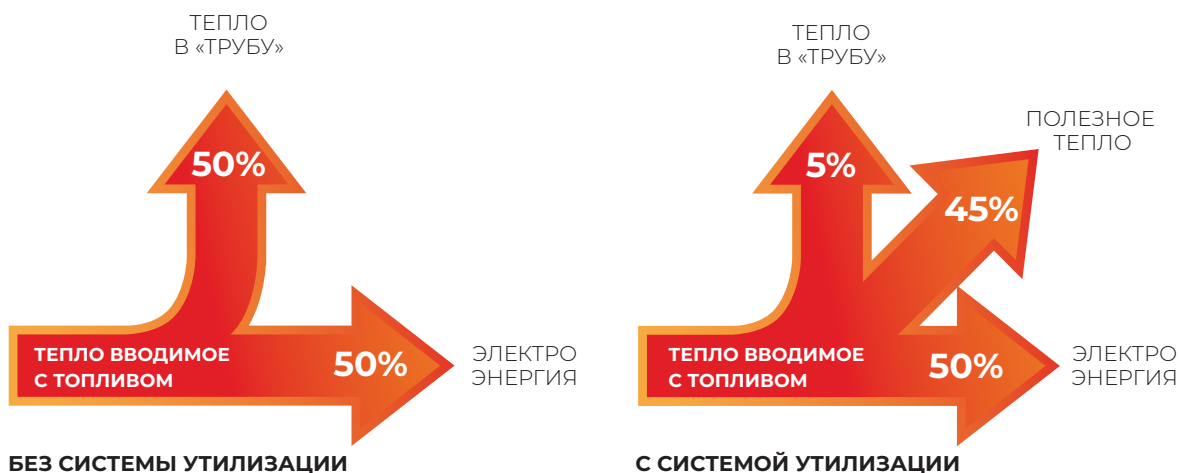 ТЕПЛО
В «ТРУБУ»
50%
ТЕПЛО ВВОДИМОЕ
С ТОПЛИВОМ
50%
ЭЛЕКТРО
ЭНЕРГИЯ
БЕЗ СИСТЕМЫ УТИЛИЗАЦИИ
ТЕПЛО
В «ТРУБУ»
ПОЛЕЗНОЕ
ТЕПЛО
5%
45%
ТЕПЛО ВВОДИМОЕ
С ТОПЛИВОМ
50%
ЭЛЕКТРО
ЭНЕРГИЯ
С СИСТЕМОЙ УТИЛИЗАЦИИ